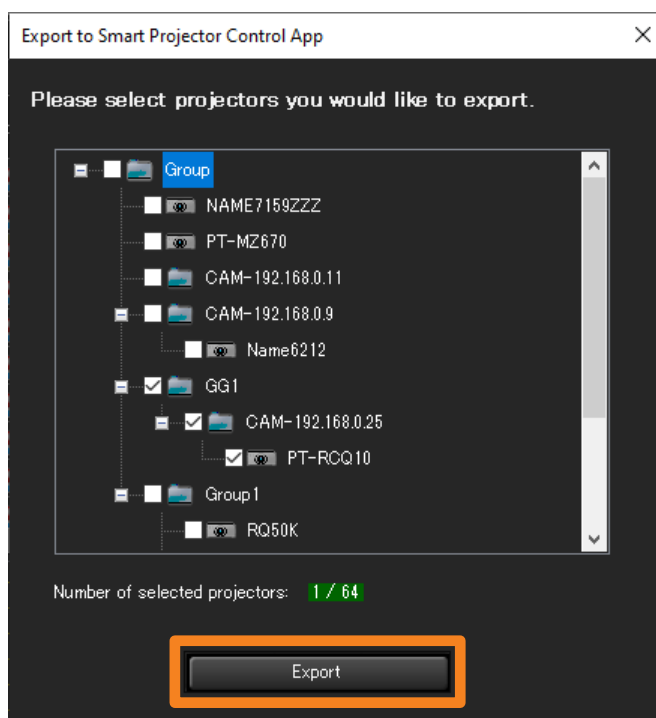 Export to Smart Projector Control App
Please select projectors you would like to export.
Group
NAME7159ZZZ
PT-MZ670
CAM-192.168.0.11
CAM-192.168.0.9
Name6212
GG1
CAM-192.168.0.25
PT-RCQ10
Group1
RQ50K
Number of selected projectors: 1 / 64
Export